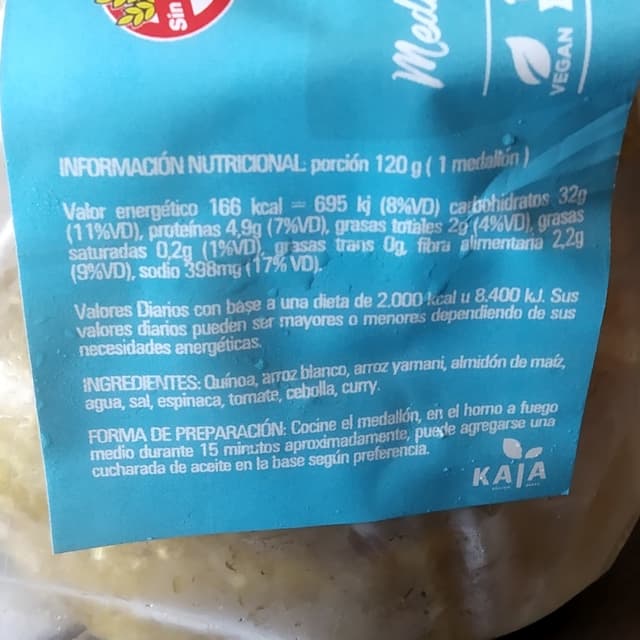 Sin
Med
VEGAN
INFORMACIÓN NUTRICIONAL: porción 120 g ( 1 medallón )
Valor energético 166 kcal = 695 kj (8%VD) carbohidratos 32g
(11%VD), proteínas 4,9g (7%VD), grasas totales 2g (4%VD), grasas
saturadas 0,2g (1%VD), grasas trans 0g, fibra alimentaria 2,2g
(9%VD), sodio 398mg (17% VD).
Valores Diarios con base a una dieta de 2.000 kcal u 8.400 kJ. Sus
valores diarios pueden ser mayores o menores dependiendo de sus
necesidades energéticas.
INGREDIENTES: Quínoa, arroz blanco, arroz yamani, almidón de maíz,
agua, sal, espinaca, tomate, cebolla, curry.
FORMA DE PREPARACIÓN: Cocine el medallón, en el horno a fuego
medio durante 15 minutos aproximadamente, puede agregarse una
cucharada de aceite en la base según preferencia.
KAIA